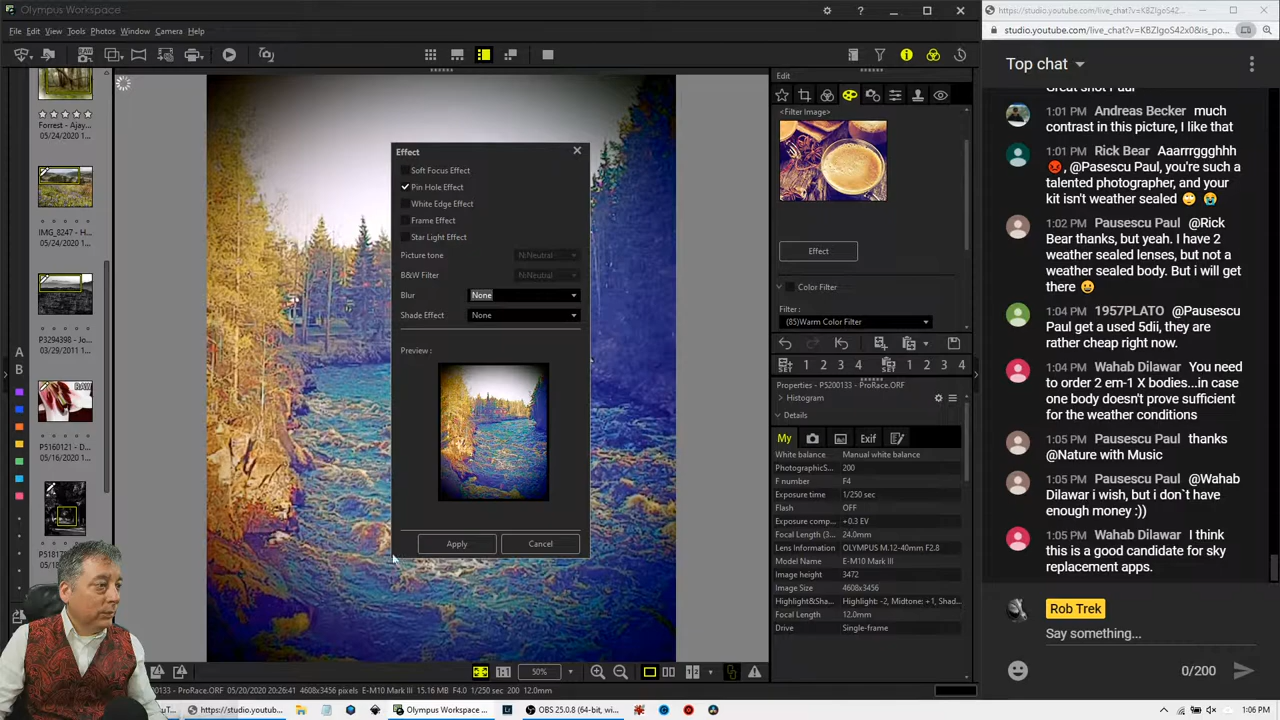 Olympus Workspace
File Edit View Tools Photos Window Camera Help
Forrest - Ajay...
05/24/2020 1...
IMG_8247 - H...
05/24/2020 1...
P3294398 - Jo...
03/29/2011 0...
RAW
P5160121 - D...
05/16/2020 1...
A
B
Effect
Soft Focus Effect
Pin Hole Effect
White Edge Effect
Frame Effect
Star Light Effect
Picture tone N:Neutral
B&W Filter N:Neutral
Blur None
Shade Effect None
Preview :
Apply Cancel
Edit
<Filter Image>
Effect
Color Filter
Filter :
(85)Warm Color Filter
SET 1 2 3 4 SET 1 2 3 4
Properties - P5200133 - ProRace.ORF
Histogram
Details
My Exif
White balance Manual white balance
PhotographicS... 200
F number F4
Exposure time 1/250 sec
Flash OFF
Exposure comp... +0.3 EV
Focal Length (3... 24.0mm
Lens Information OLYMPUS M.12-40mm F2.8
Model Name E-M10 Mark III
Image height 3472
Image Size 4608x3456
Highlight&Sha... Highlight: -2, Midtone: +1, Shad...
Focal Length 12.0mm
Drive Single-frame
1:1 50%
0133 - ProRace.ORF 05/20/2020 20:26:41 4608x3456 pixels E-M10 Mark III 15.16 MB F4.0 1/250 sec 200 12.0mm
https://studio.youtube.com/live_chat?v=KBZIgoS42x0&is_po...
studio.youtube.com/live_chat?v=KBZIgoS42x0&is_po...
Top chat
Great shot Paul
1:01 PM Andreas Becker much
contrast in this picture, I like that
1:01 PM Rick Bear Aaarrrggghhh
😡, @Pasescu Paul, you're such a
talented photographer, and your
kit isn't weather sealed 🙄 😭
1:02 PM Pausescu Paul @Rick
Bear thanks, but yeah. I have 2
weather sealed lenses, but not a
weather sealed body. But i will get
there 😀
1:04 PM 1957PLATO @Pausescu
Paul get a used 5dii, they are
rather cheap right now.
1:04 PM Wahab Dilawar You need
to order 2 em-1 X bodies...in case
one body doesn't prove sufficient
for the weather conditions
1:05 PM Pausescu Paul thanks
@Nature with Music
1:05 PM Pausescu Paul @Wahab
Dilawar i wish, but i don`t have
enough money :))
1:05 PM Wahab Dilawar I think
this is a good candidate for sky
replacement apps.
Rob Trek
Say something...
0/200
https://studio.youtub... Olympus Workspace ... OBS 25.0.8 (64-bit, w... 1:06 PM